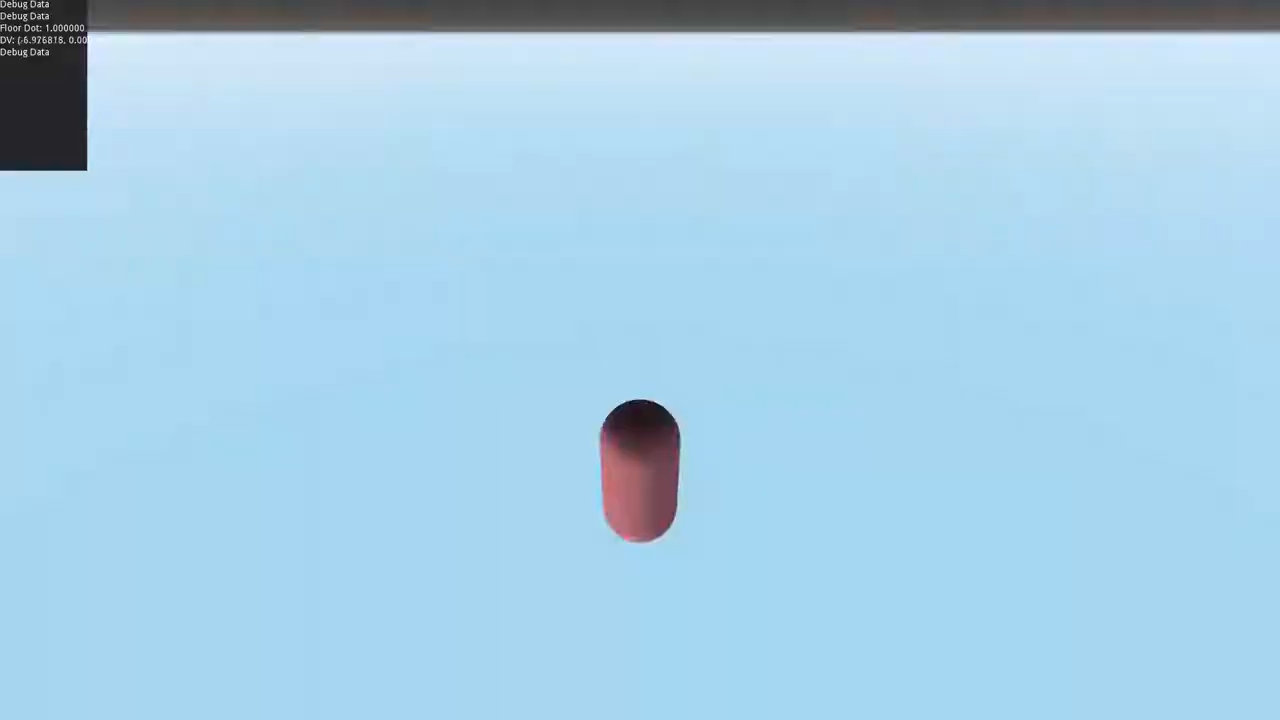 Debug Data
Debug Data
Floor Dot: 1.000000
DV: (-6.976818, 0.00
Debug Data